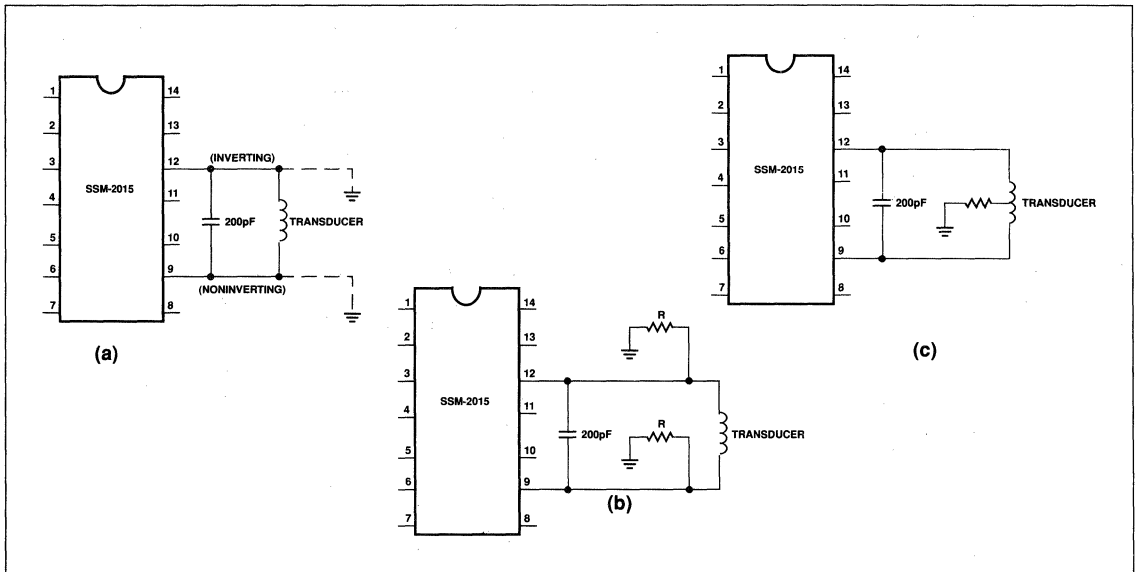 1
2
3
4
5
6
7
14
13
12
11
10
9
8
SSM-2015
(INVERTING)
200pF
TRANSDUCER
(NONINVERTING)
(a)
1
2
3
4
5
6
7
14
13
12
11
10
9
8
SSM-2015
R
200pF
R
TRANSDUCER
(b)
1
2
3
4
5
6
7
14
13
12
11
10
9
8
SSM-2015
200pF
TRANSDUCER
(c)